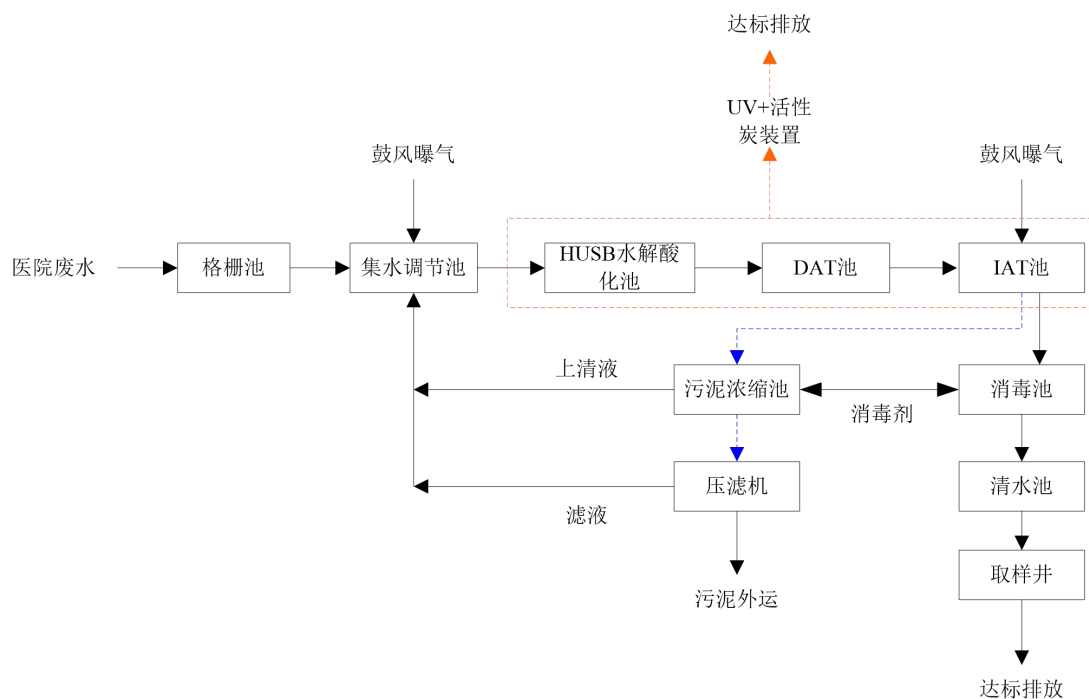 达标排放
UV+活性
炭装置
鼓风曝气
鼓风曝气
医院废水
格栅池
集水调节池
HUSB水解酸
化池
DAT池
IAT池
上清液
污泥浓缩池
消毒剂
消毒池
滤液
压滤机
清水池
污泥外运
取样井
达标排放